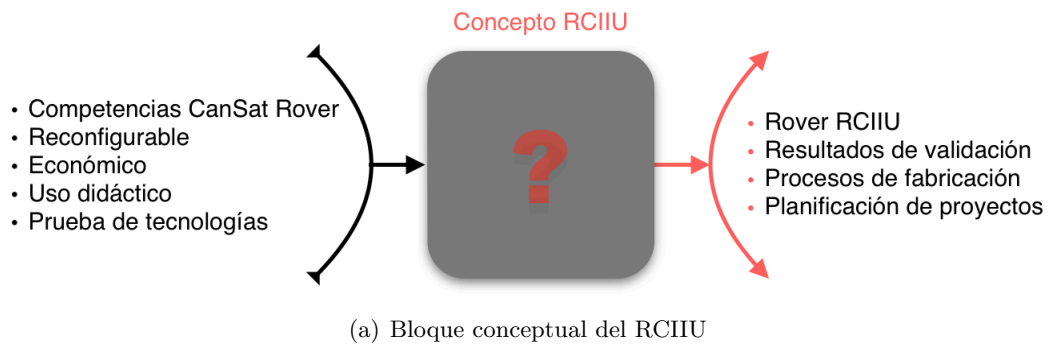 Concepto RCIIU
• Competencias CanSat Rover
• Reconfigurable
• Económico
• Uso didáctico
• Prueba de tecnologías
?
• Rover RCIIU
• Resultados de validación
• Procesos de fabricación
• Planificación de proyectos
(a) Bloque conceptual del RCIIU